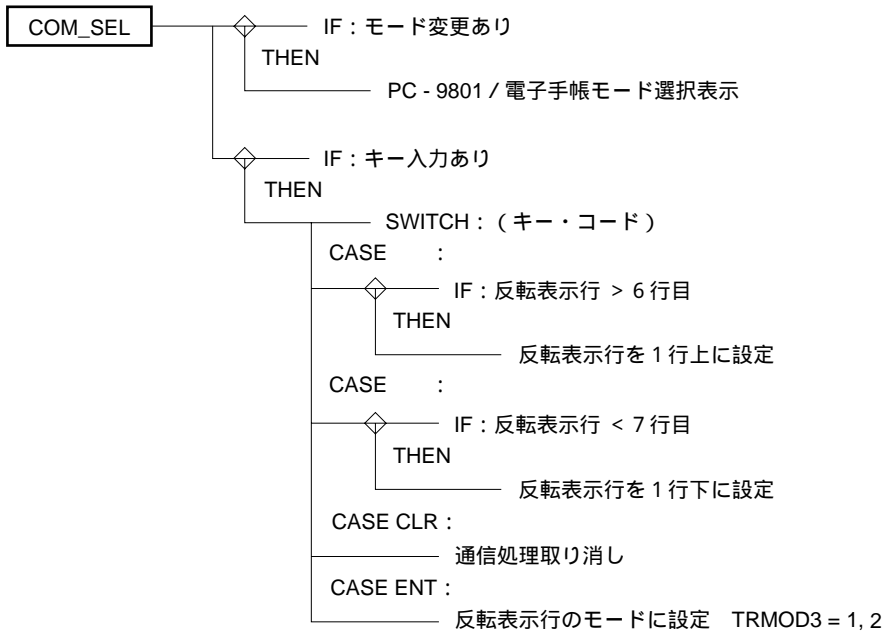 COM_SEL
IF:モード変更あり
THEN
PC-9801/電子手帳モード選択表示
IF:キー入力あり
THEN
SWITCH:(キー・コード)
CASE :
IF:反転表示行 > 6行目
THEN
反転表示行を1行上に設定
CASE :
IF:反転表示行 < 7行目
THEN
反転表示行を1行下に設定
CASE CLR:
通信処理取り消し
CASE ENT:
反転表示行のモードに設定 TRMOD3 = 1, 2